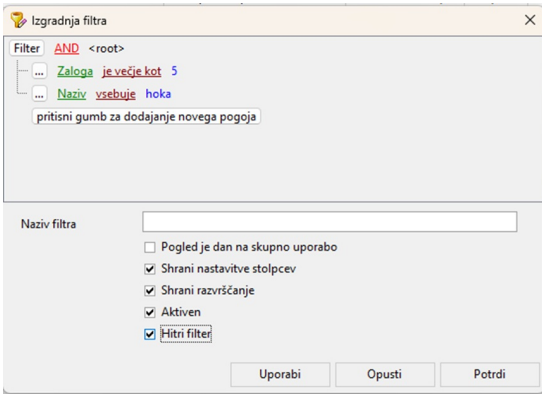 Izgradnja filtra
Filter AND <root>
... Zaloga je večje kot 5
... Naziv vsebuje hoka
pritisni gumb za dodajanje novega pogoja
Naziv filtra
Pogled je dan na skupno uporabo
Shrani nastavitve stolpcev
Shrani razvrščanje
Aktiven
Hitri filter
Uporabi Opusti Potrdi